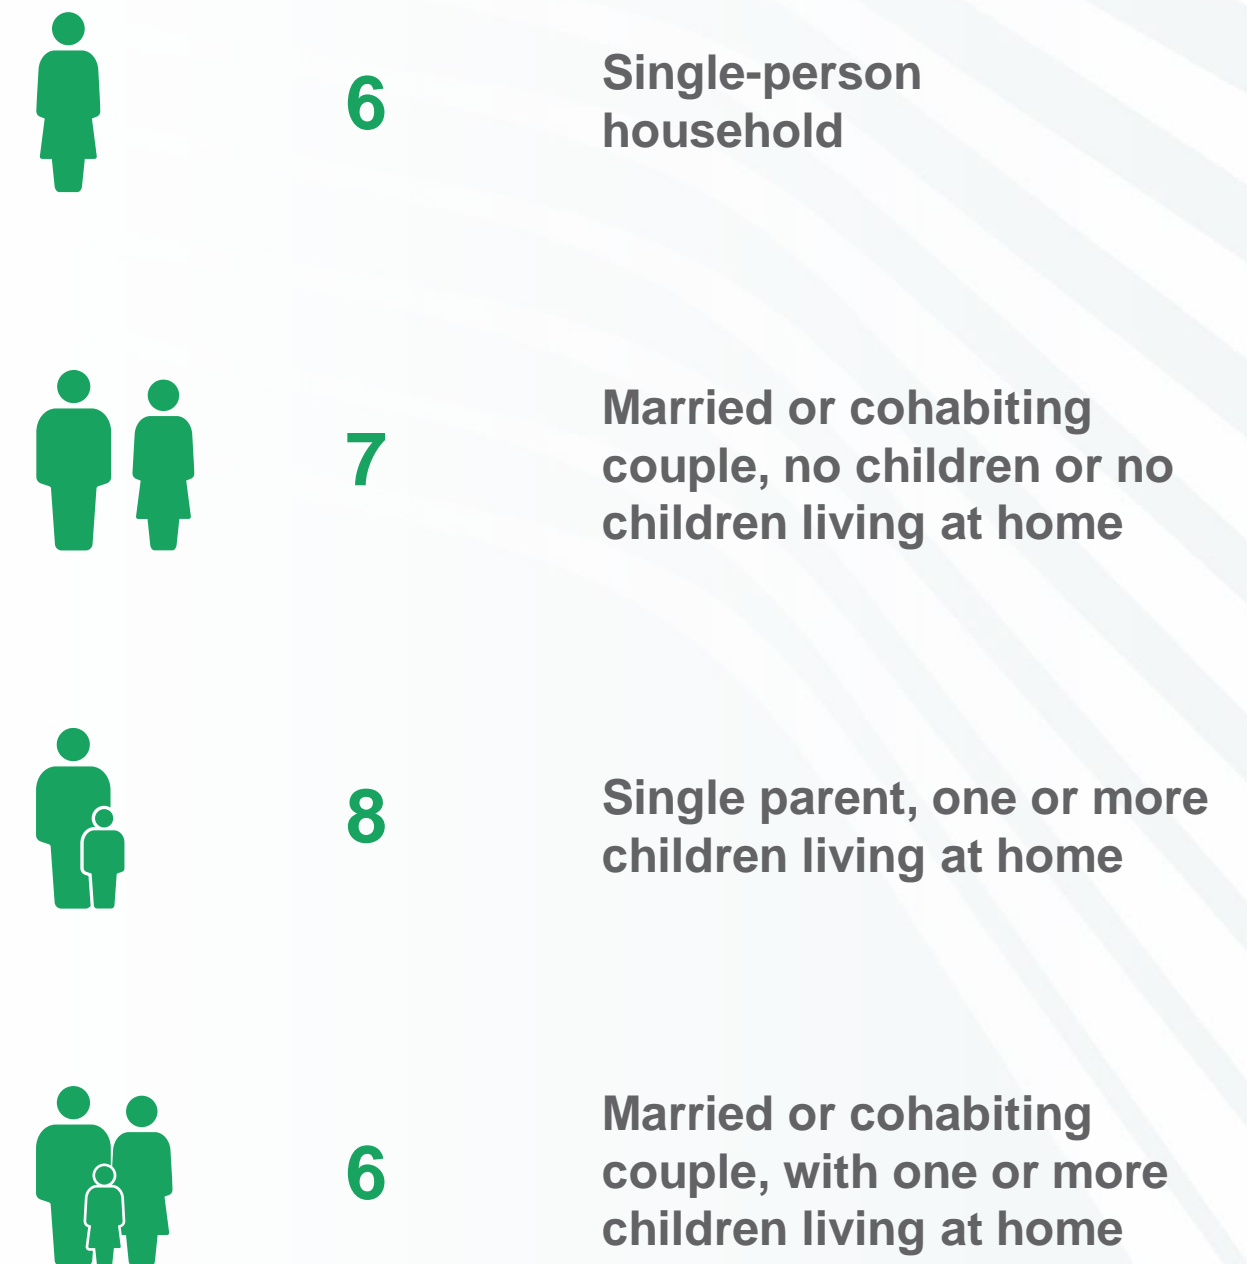 6
Single-person
household
7
Married or cohabiting
couple, no children or no
children living at home
8
Single parent, one or more
children living at home
6
Married or cohabiting
couple, with one or more
children living at home